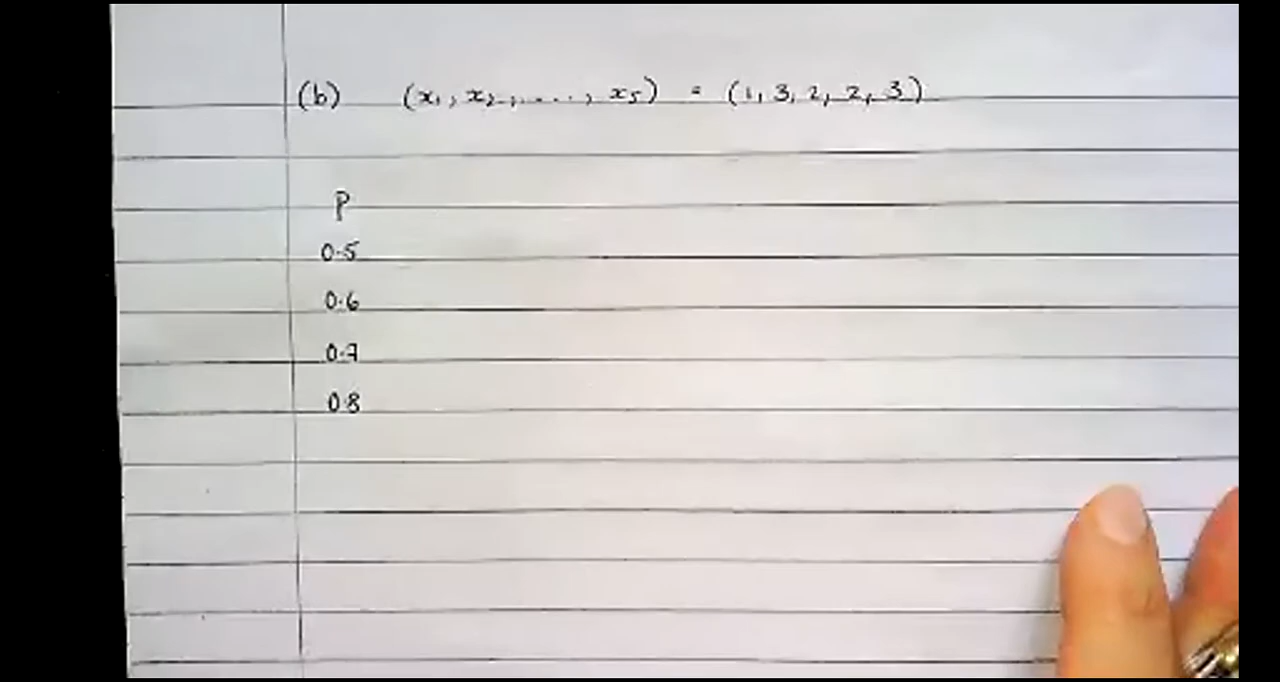 (b) (x₁, x₂, ...., x₅) = (1, 3, 2, 2, 3)
P
0.5
0.6
0.7
0.8